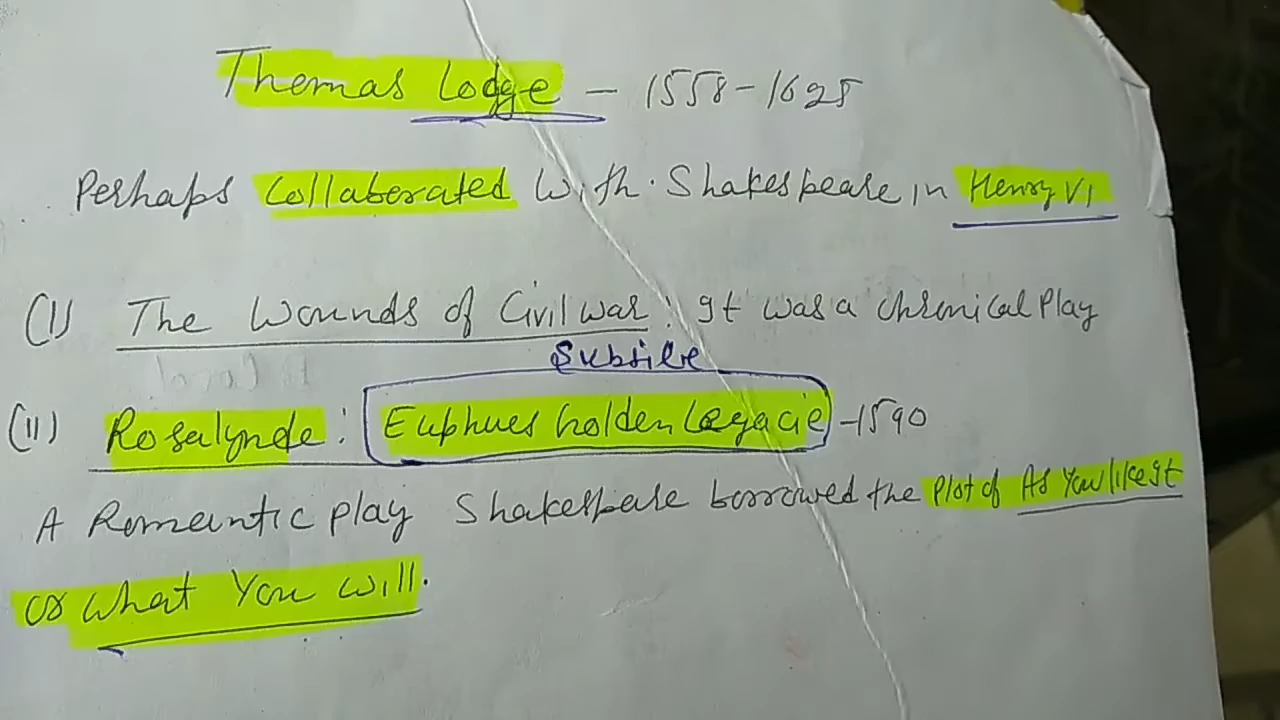 Thomas Lodge - 1558-1625
Perhaps Collaborated With Shakespeare in Henry VI
(I) The Wounds of Civil War : It was a Chronical Play
Subtile
(II) Rosalynde : Euphues Golden Legacie -1590
A Romantic play Shakespeare borrowed the Plot of As You like It
or What You Will.